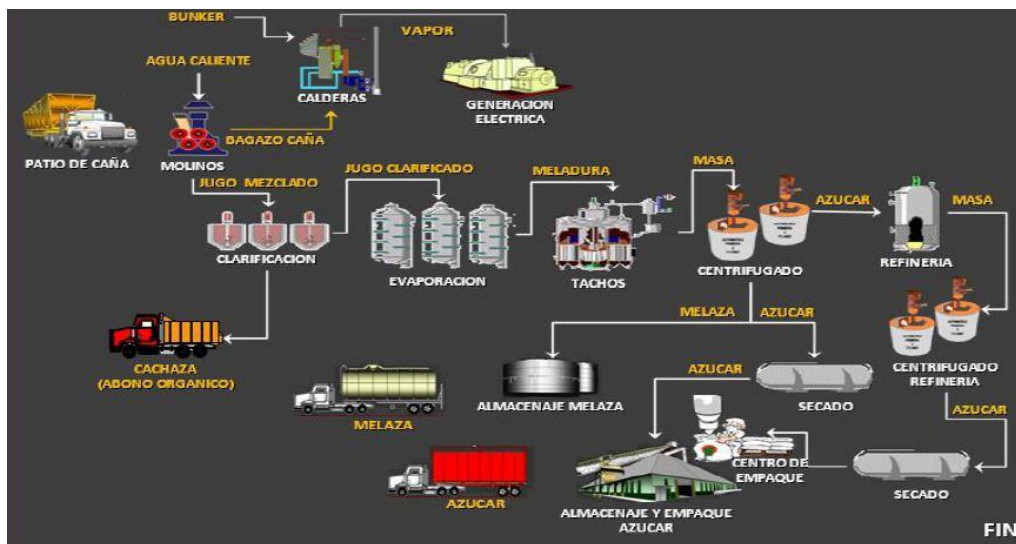 BUNKER
VAPOR
AGUA CALIENTE
CALDERAS
GENERACION
ELECTRICA
BAGAZO CAÑA
PATIO DE CAÑA
MOLINOS
JUGO MEZCLADO
JUGO CLARIFICADO
MELADURA
MASA
AZUCAR
MASA
CLARIFICACION
EVAPORACION
TACHOS
CENTRIFUGADO
REFINERIA
MELAZA
AZUCAR
CACHAZA
(ABONO ORGANICO)
CENTRIFUGADO
REFINERIA
MELAZA
ALMACENAJE MELAZA
AZUCAR
SECADO
AZUCAR
CENTRO DE
EMPAQUE
SECADO
AZUCAR
ALMACENAJE Y EMPAQUE
AZUCAR
FIN